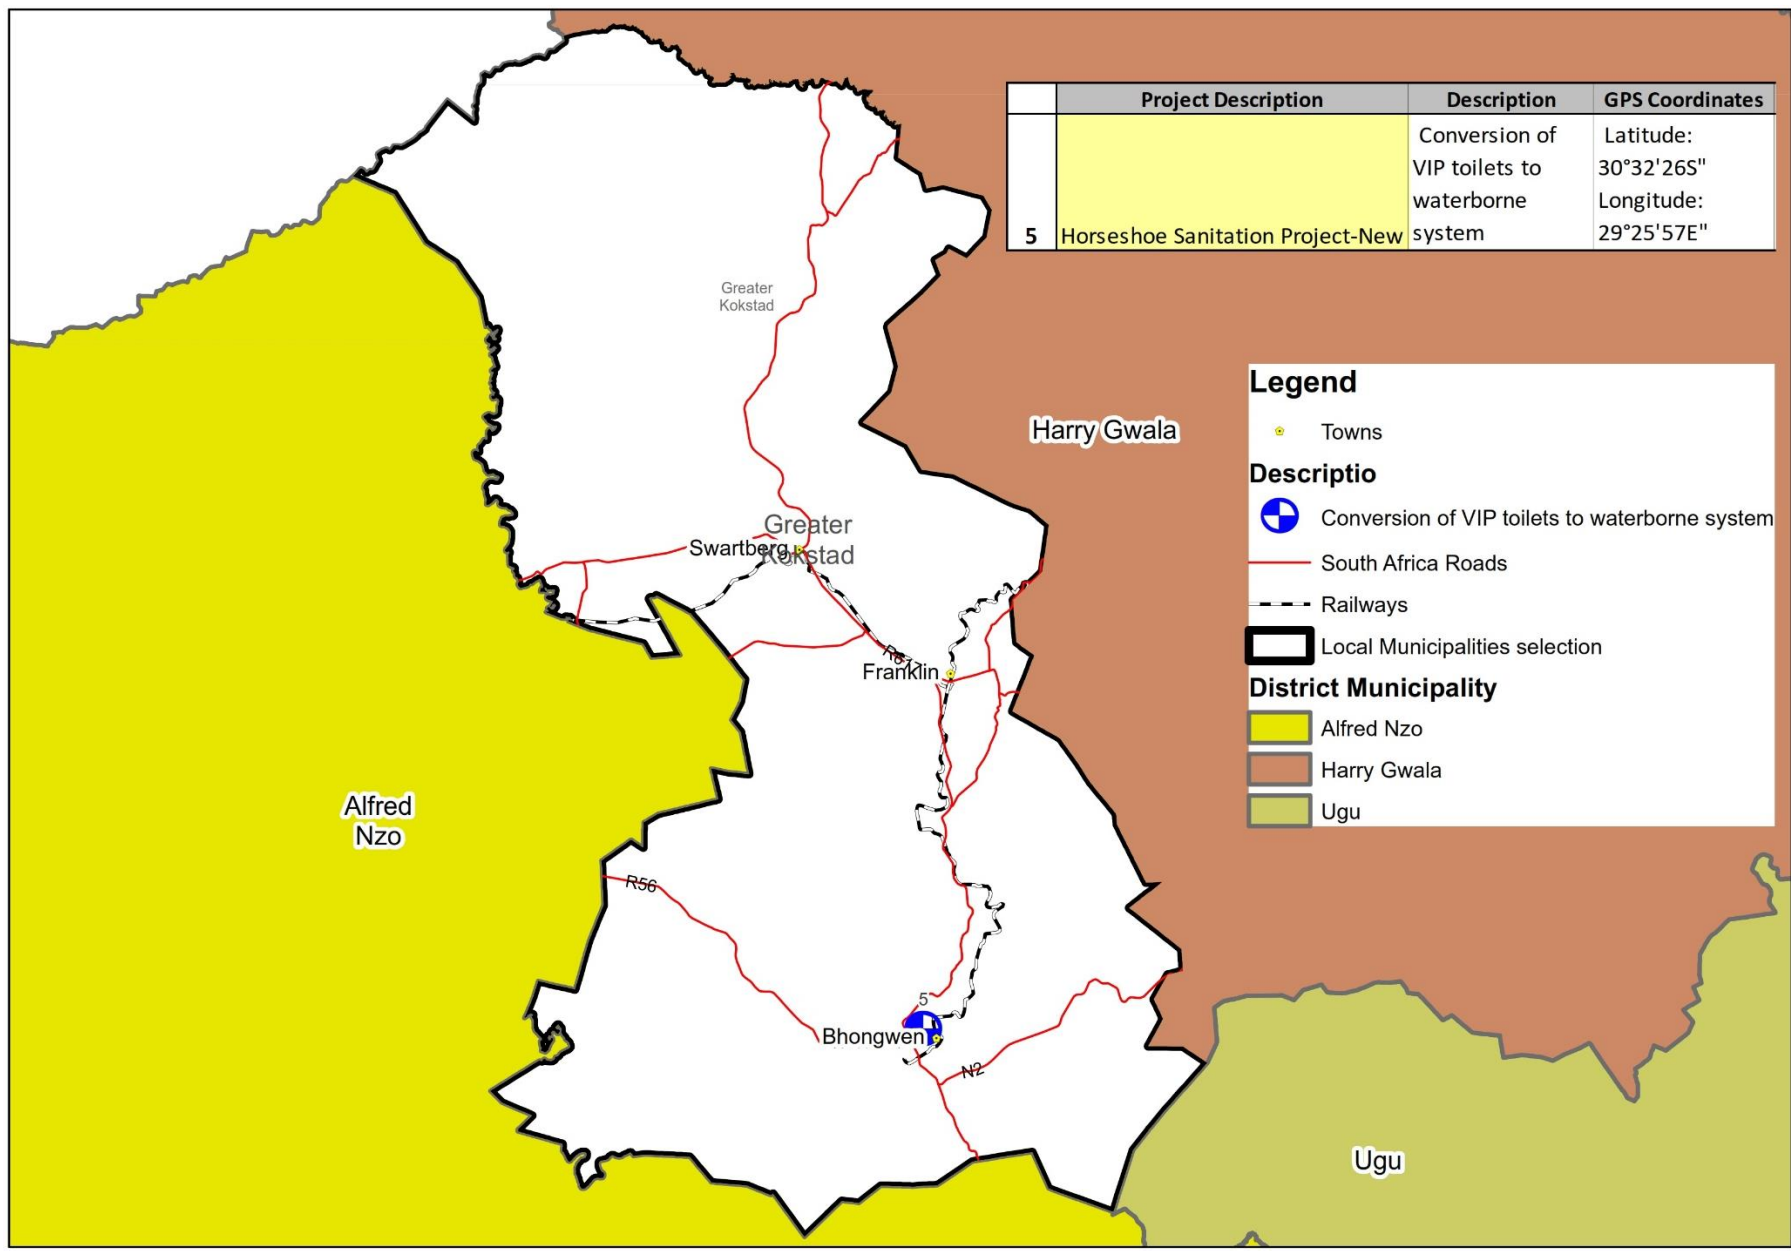 Project Description Description GPS Coordinates
5 Horseshoe Sanitation Project-New
Conversion of
VIP toilets to
waterborne
system
Latitude:
30°32'26S"
Longitude:
29°25'57E"
Greater
Kokstad
Harry Gwala
Legend
Towns
Descriptio
Conversion of VIP toilets to waterborne system
South Africa Roads
Railways
Local Municipalities selection
District Municipality
Alfred Nzo
Harry Gwala
Ugu
Greater
Kokstad
Swartberg
Franklin
Alfred
Nzo
R56
5
Bhongwen
N2
Ugu